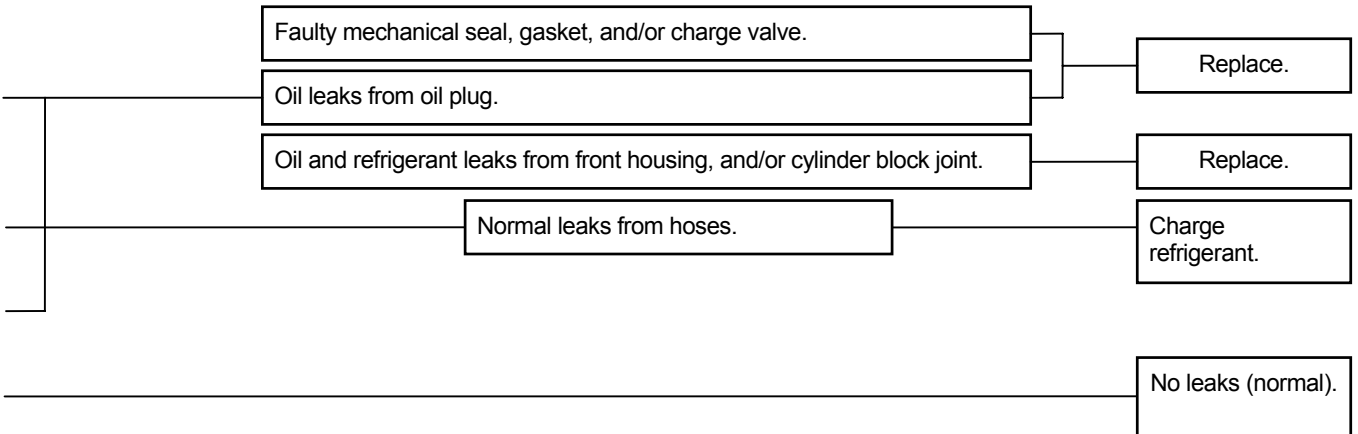 Faulty mechanical seal, gasket, and/or charge valve.
Replace.
Oil leaks from oil plug.
Oil and refrigerant leaks from front housing, and/or cylinder block joint.
Replace.
Normal leaks from hoses.
Charge
refrigerant.
No leaks (normal).